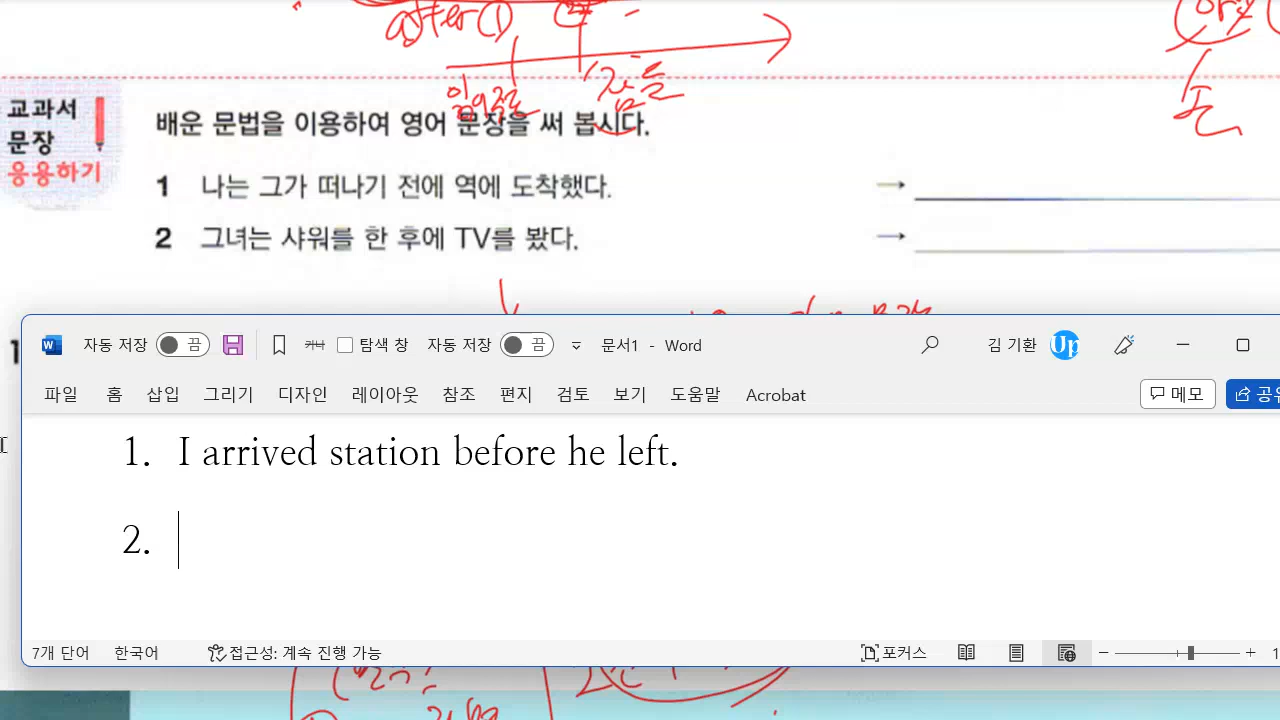 after(
잠듦
교과서
문장
응용하기
배운 문법을 이용하여 영어 문장을 써 봅시다.
1 나는 그가 떠나기 전에 역에 도착했다. →
2 그녀는 샤워를 한 후에 TV를 봤다. →
자동 저장 끔 가나 탐색 창 자동 저장 끔 문서1 - Word 김 기환 Up
파일 홈 삽입 그리기 디자인 레이아웃 참조 편지 검토 보기 도움말 Acrobat 메모
1. I arrived station before he left.
2.
7개 단어 한국어 접근성: 계속 진행 가능 포커스